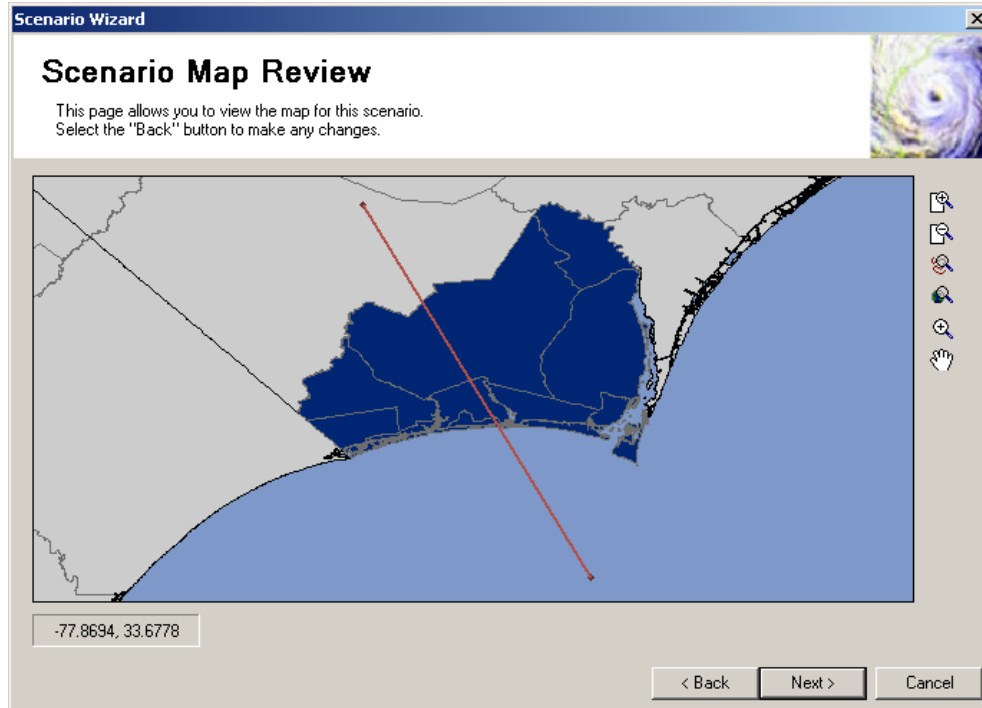 Scenario Wizard
Scenario Map Review
This page allows you to view the map for this scenario.
Select the "Back" button to make any changes.
-77.8694, 33.6778
< Back
Next >
Cancel